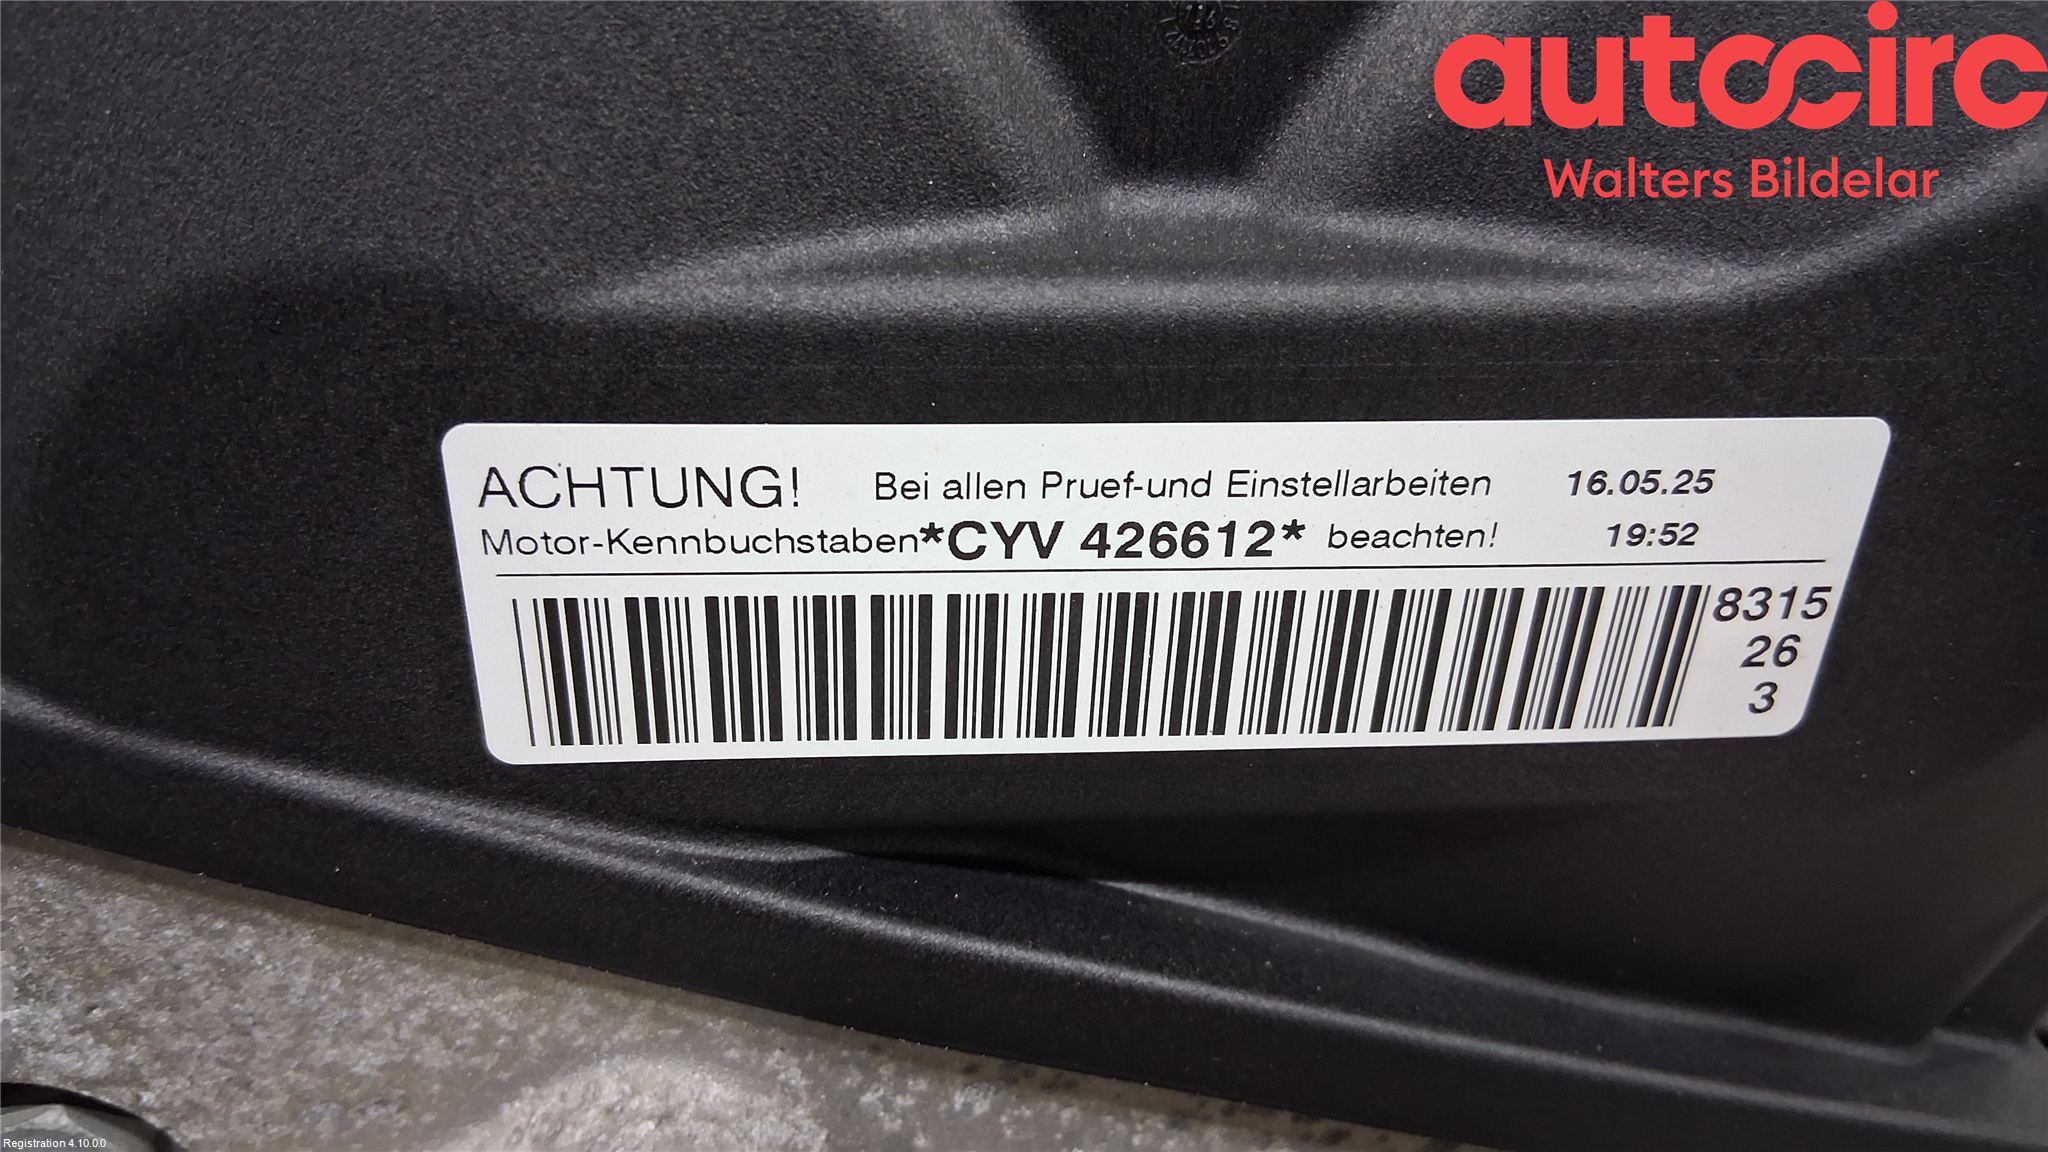 autocirc
Walters Bildelar
ACHTUNG! Bei allen Pruef-und Einstellarbeiten 16.05.25
Motor-Kennbuchstaben*CYV 426612* beachten! 19:52
8315
26
3
Registration 4.10.0.0